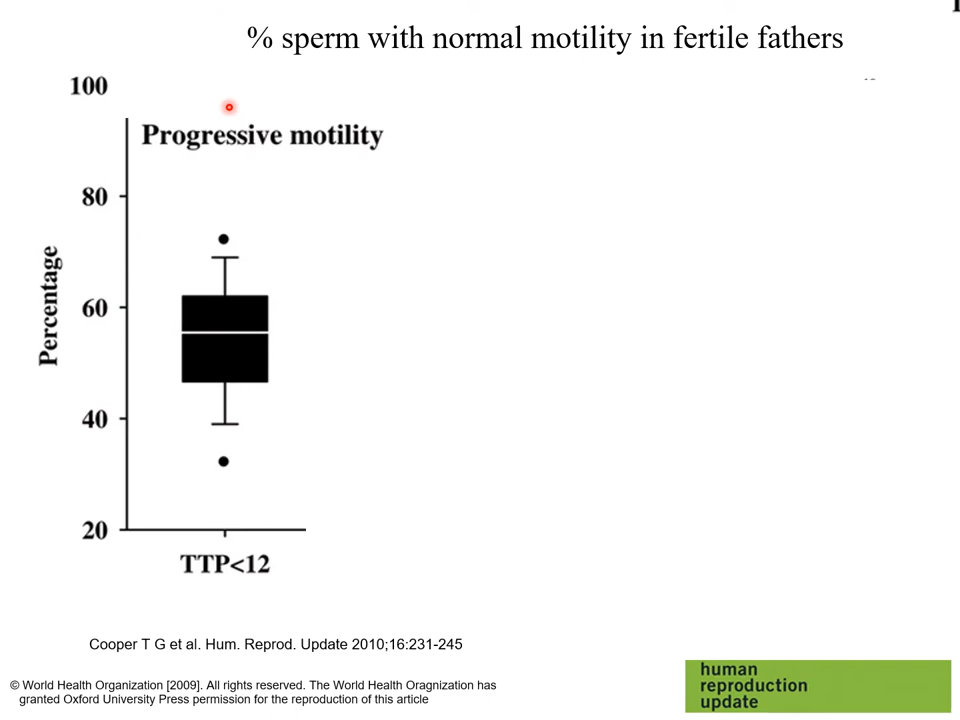 % sperm with normal motility in fertile fathers
100
Progressive motility
80
60
40
20
Percentage
TTP<12
Cooper T G et al. Hum. Reprod. Update 2010;16:231-245
© World Health Organization [2009]. All rights reserved. The World Health Oragnization has
granted Oxford University Press permission for the reproduction of this article
human
reproduction
update